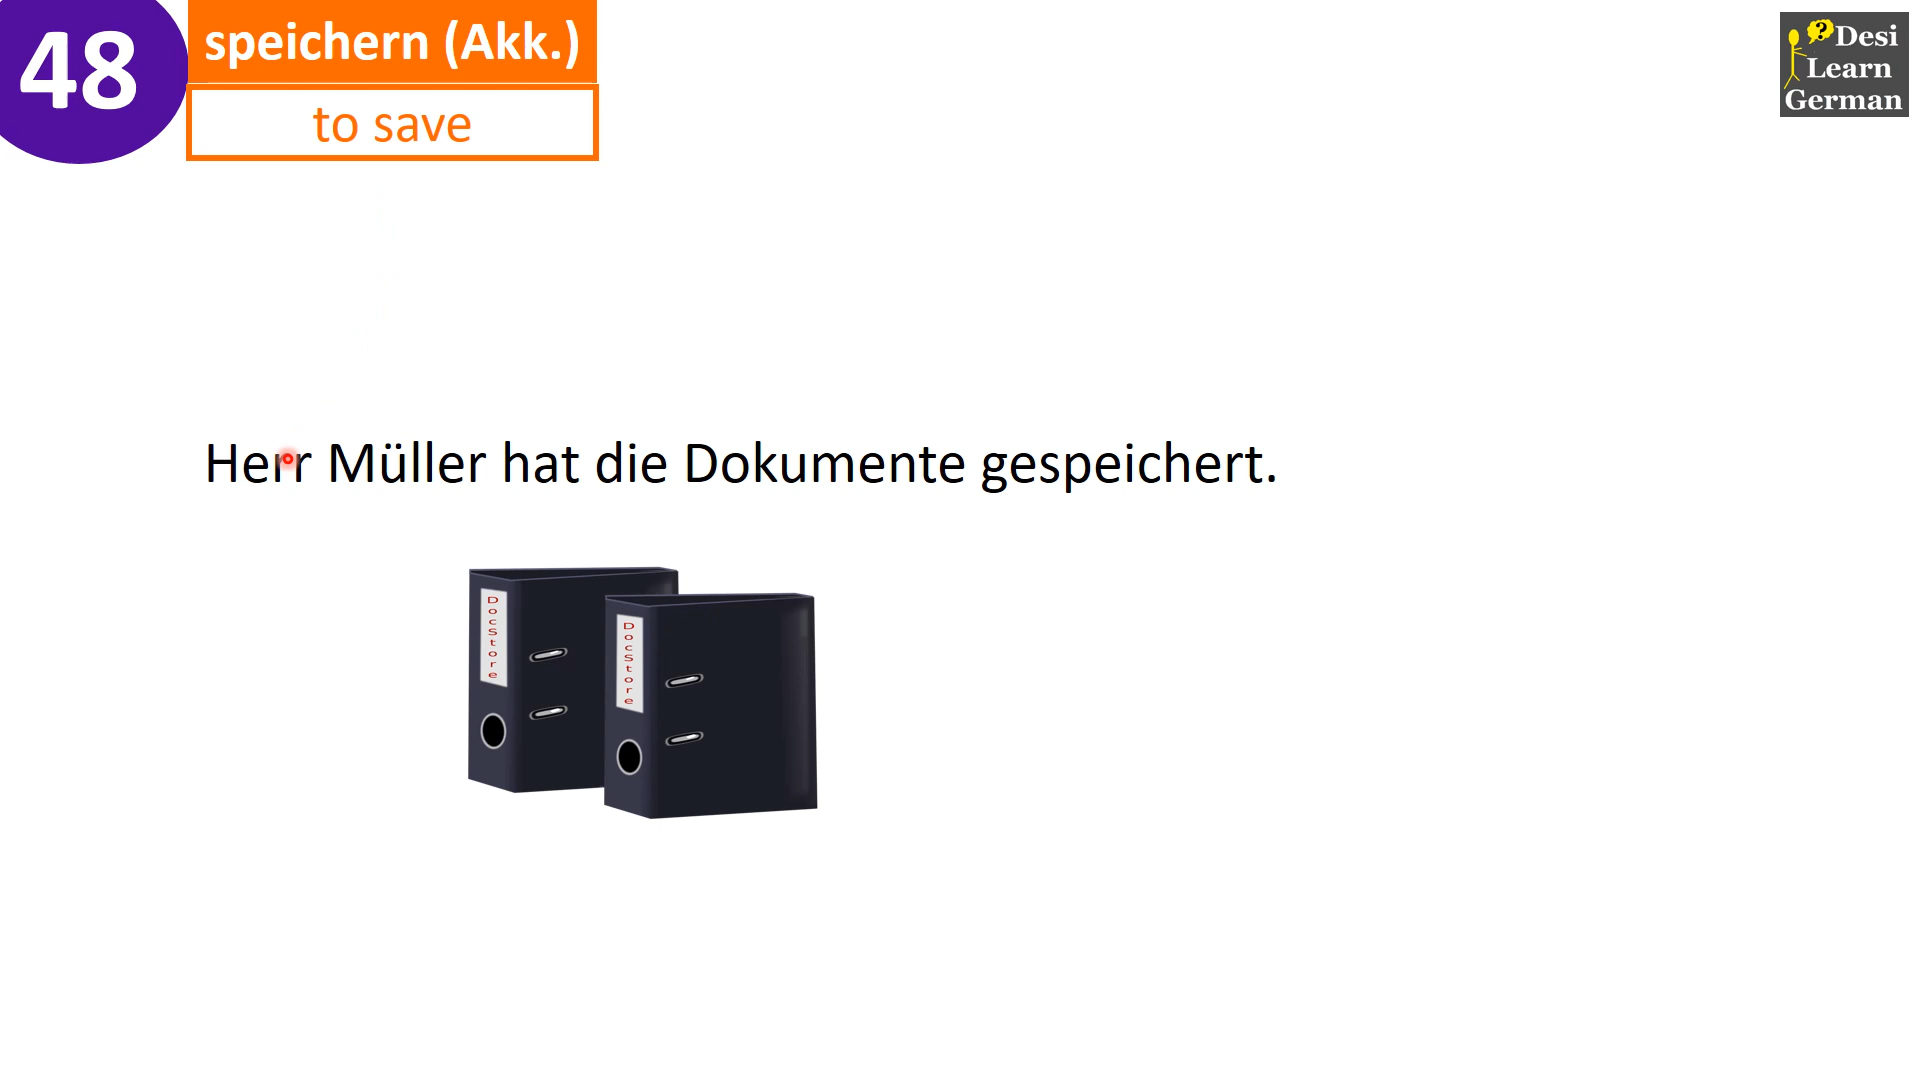 48
speichern (Akk.)
to save
?
Desi
Learn
German
Herr Müller hat die Dokumente gespeichert.
DocStore
DocStore